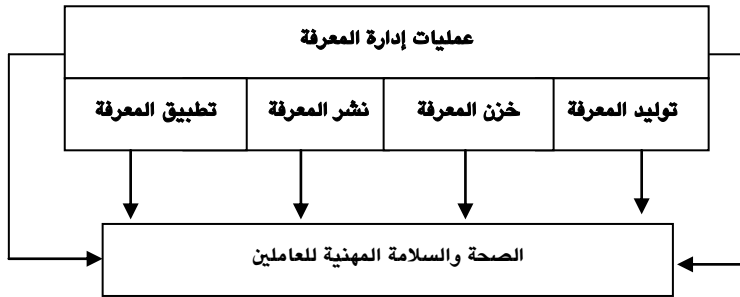 عمليات إدارة المعرفة
توليد المعرفة خزن المعرفة نشر المعرفة تطبيق المعرفة
الصحة والسلامة المهنية للعاملين